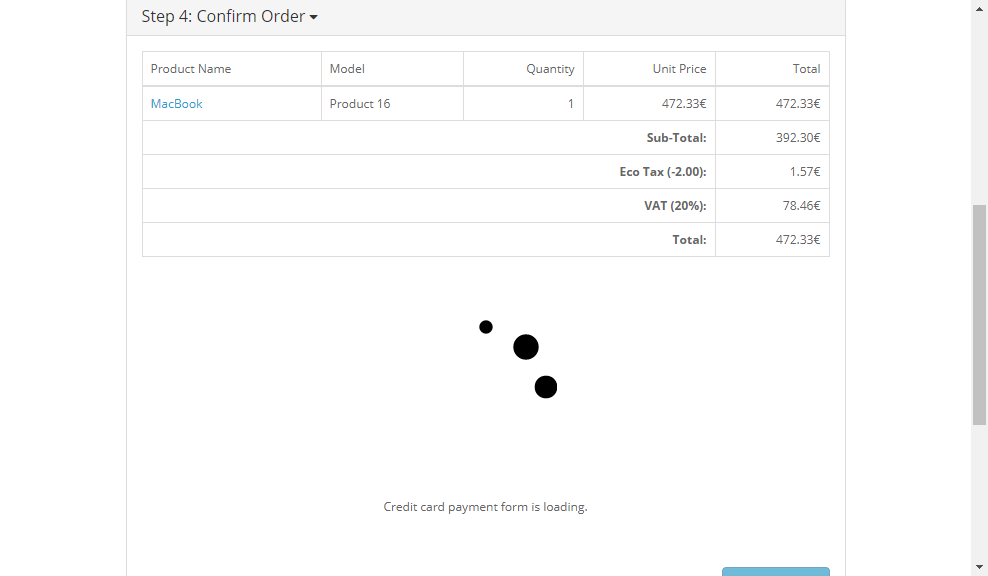 Step 4: Confirm Order
Product Name Model Quantity Unit Price Total
MacBook Product 16 1 472.33€ 472.33€
Sub-Total: 392.30€
Eco Tax (-2.00): 1.57€
VAT (20%): 78.46€
Total: 472.33€
Credit card payment form is loading.